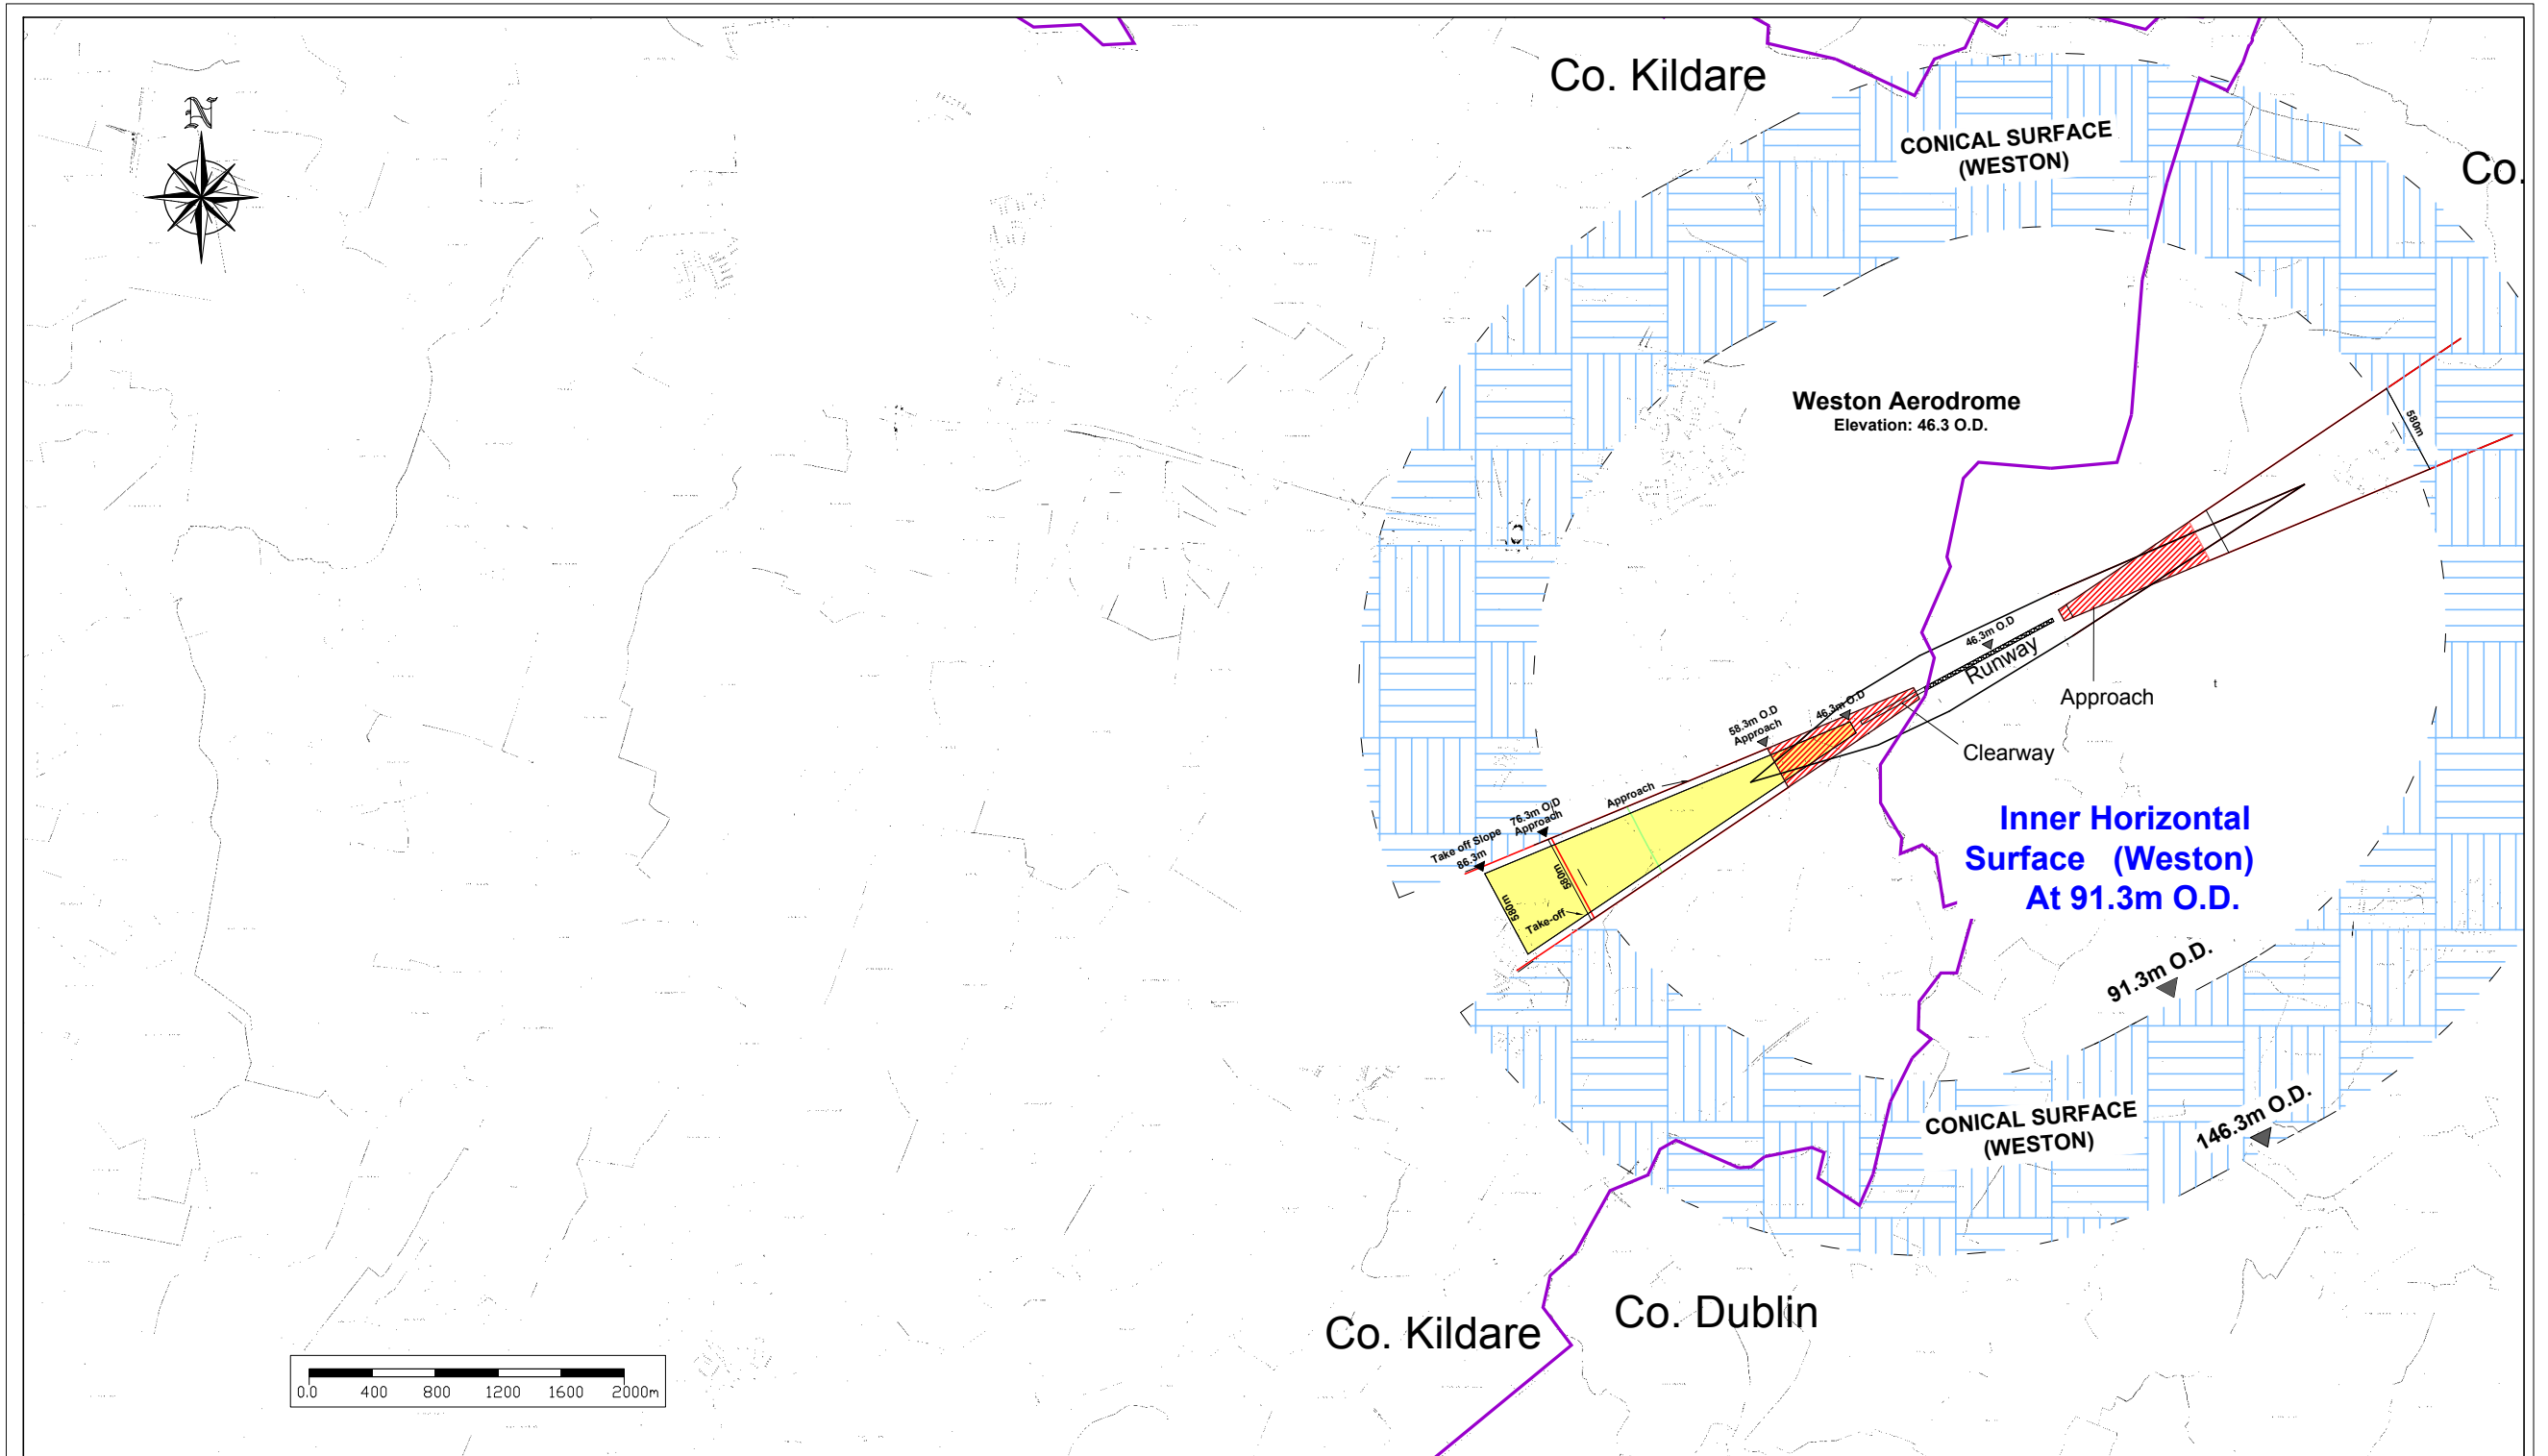 N
Co. Kildare
CONICAL SURFACE
(WESTON)
Co.
Weston Aerodrome
Elevation: 46.3 O.D.
580m
46.3m O.D
Runway
Approach
46.3m O.D
58.3m O.D
Approach
Clearway
t
Approach
76.3m O.D
Approach
Take off Slope
86.3m
580m
580m
Take-off
Inner Horizontal
Surface (Weston)
At 91.3m O.D.
91.3m O.D.
146.3m O.D.
CONICAL SURFACE
(WESTON)
Co. Dublin
Co. Kildare
0.0 400 800 1200 1600 2000m